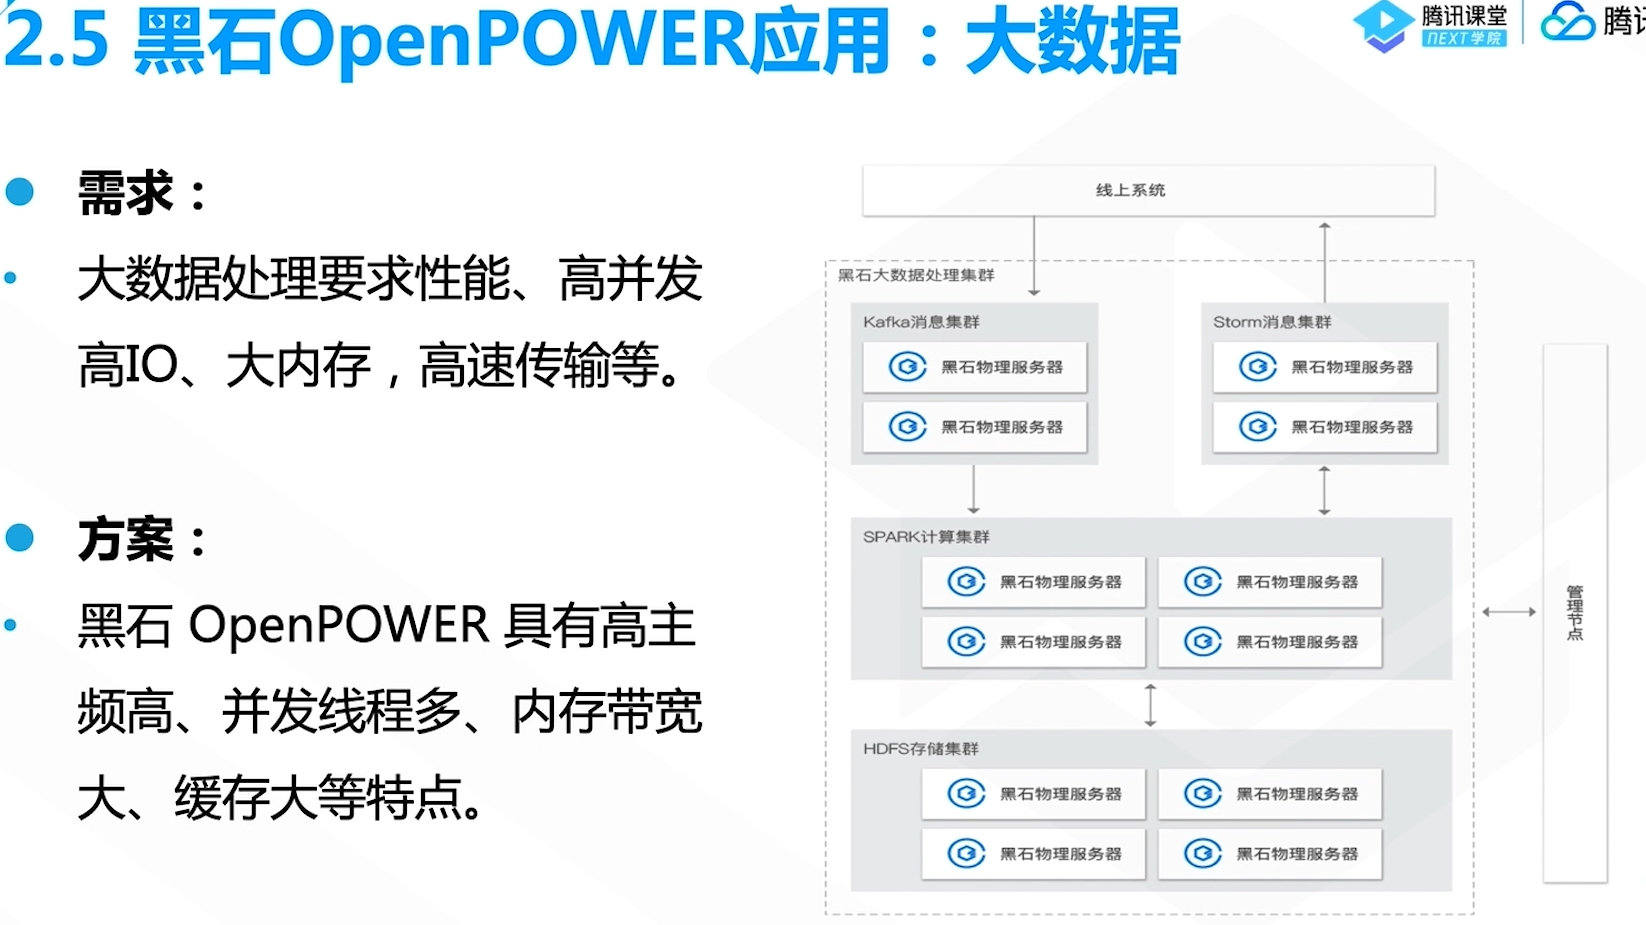 2.5 黑石OpenPOWER应用：大数据
腾讯课堂
NEXT学院
腾讯
需求：
大数据处理要求性能、高并发
高IO、大内存，高速传输等。
方案：
黑石 OpenPOWER 具有高主
频高、并发线程多、内存带宽
大、缓存大等特点。
线上系统
黑石大数据处理集群
Kafka消息集群
黑石物理服务器
黑石物理服务器
Storm消息集群
黑石物理服务器
黑石物理服务器
SPARK计算集群
黑石物理服务器 黑石物理服务器
黑石物理服务器 黑石物理服务器
HDFS存储集群
黑石物理服务器 黑石物理服务器
黑石物理服务器 黑石物理服务器
管理节点